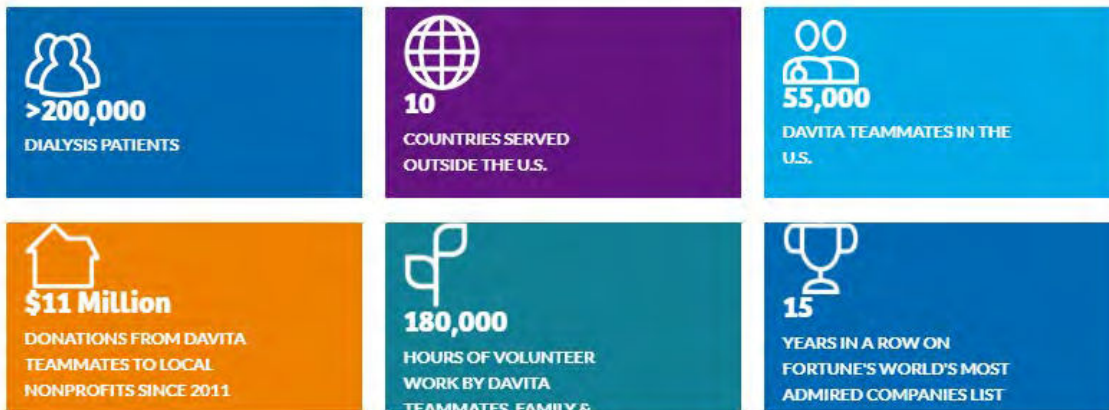 >200,000
DIALYSIS PATIENTS
10
COUNTRIES SERVED
OUTSIDE THE U.S.
55,000
DAVITA TEAMMATES IN THE
U.S.
$11 Million
DONATIONS FROM DAVITA
TEAMMATES TO LOCAL
NONPROFITS SINCE 2011
180,000
HOURS OF VOLUNTEER
WORK BY DAVITA
TEAMMATES, FAMILY &
15
YEARS IN A ROW ON
FORTUNE'S WORLD'S MOST
ADMIRED COMPANIES LIST